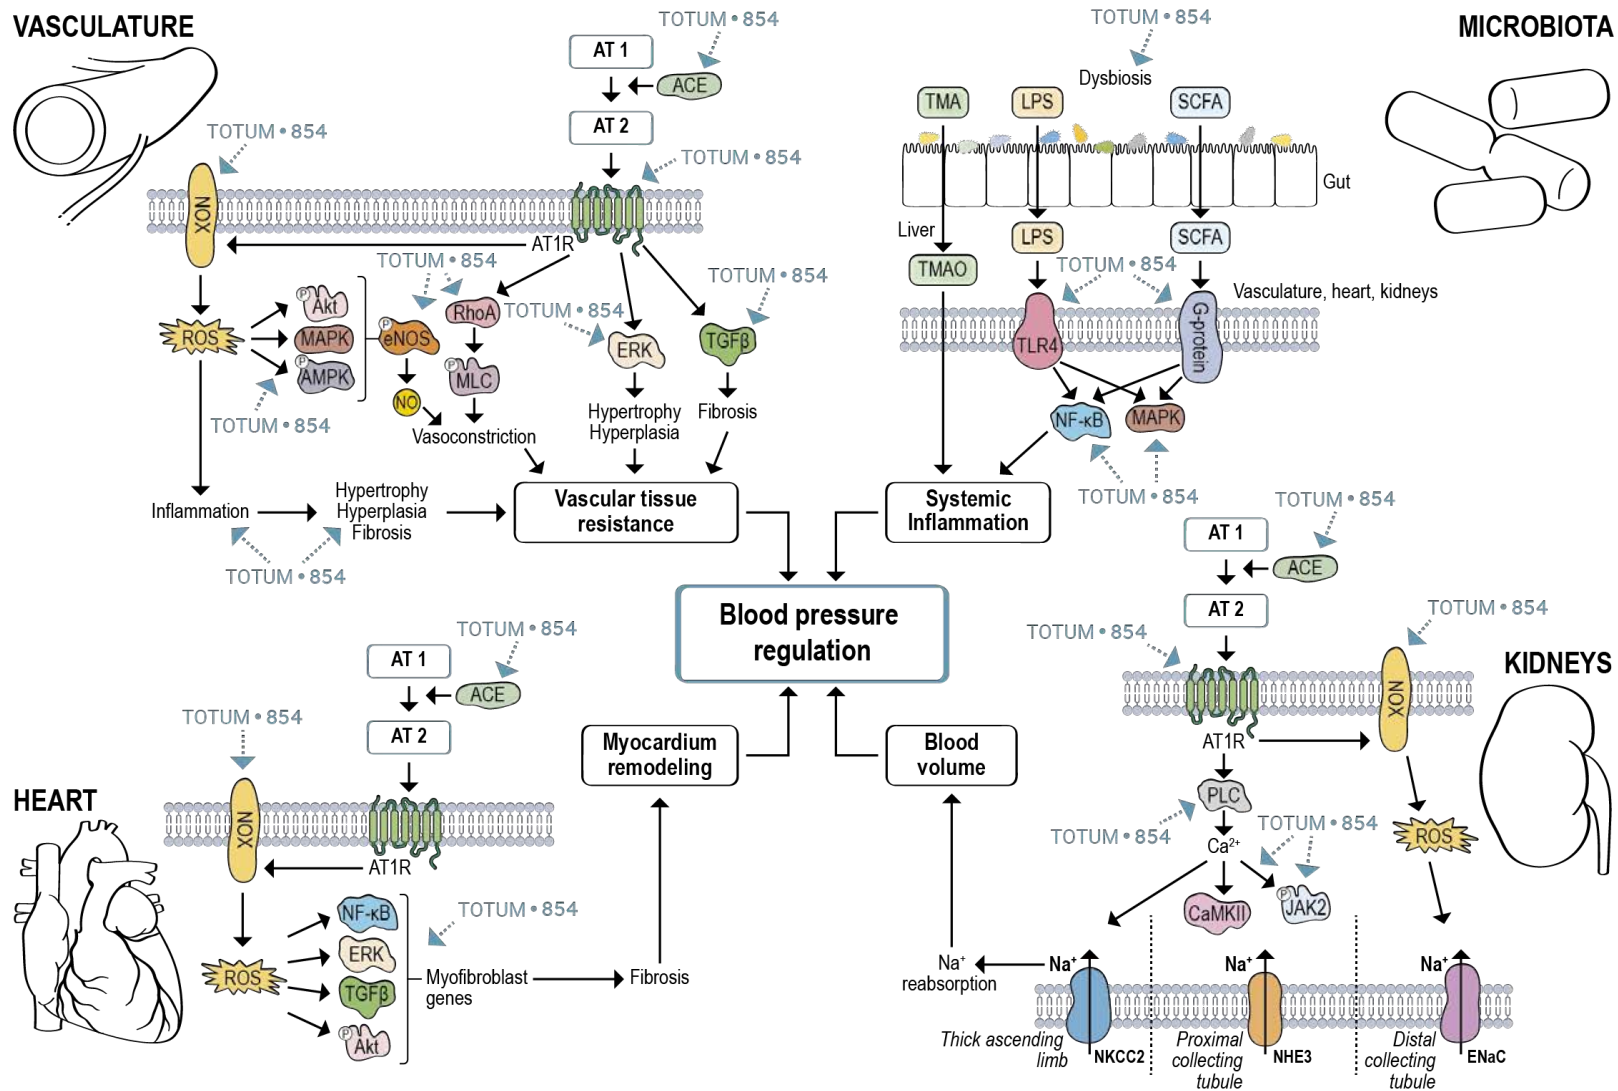 VASCULATURE
TOTUM•854
AT 1
ACE
AT 2
TOTUM•854
TOTUM•854
NOX
AT1R
TOTUM•854
TOTUM•854
TOTUM•854
P
Akt
ROS
MAPK
P
AMPK
TOTUM•854
P
eNOS
NO
RhoA
P
MLC
Vasoconstriction
ERK
Hypertrophy
Hyperplasia
TGFβ
Fibrosis
Inflammation
Hypertrophy
Hyperplasia
Fibrosis
TOTUM•854
Vascular tissue
resistance
MICROBIOTA
TOTUM•854
Dysbiosis
TMA
LPS
SCFA
Gut
Liver
TMAO
LPS
SCFA
TOTUM•854
Vasculature, heart, kidneys
TLR4
G-protein
NF-κB
MAPK
TOTUM•854
Systemic
Inflammation
Blood pressure
regulation
HEART
TOTUM•854
AT 1
ACE
AT 2
TOTUM•854
NOX
AT1R
ROS
NF-κB
ERK
TGFβ
P
Akt
TOTUM•854
Myofibroblast
genes
Fibrosis
Myocardium
remodeling
Blood
volume
KIDNEYS
TOTUM•854
AT 1
ACE
AT 2
TOTUM•854
TOTUM•854
NOX
AT1R
PLC
TOTUM•854
TOTUM•854
Ca²⁺
CaMKII
P
JAK2
ROS
Na⁺
reabsorption
Na⁺
Na⁺
Na⁺
Thick ascending
limb
NKCC2
Proximal
collecting
tubule
NHE3
Distal
collecting
tubule
ENaC